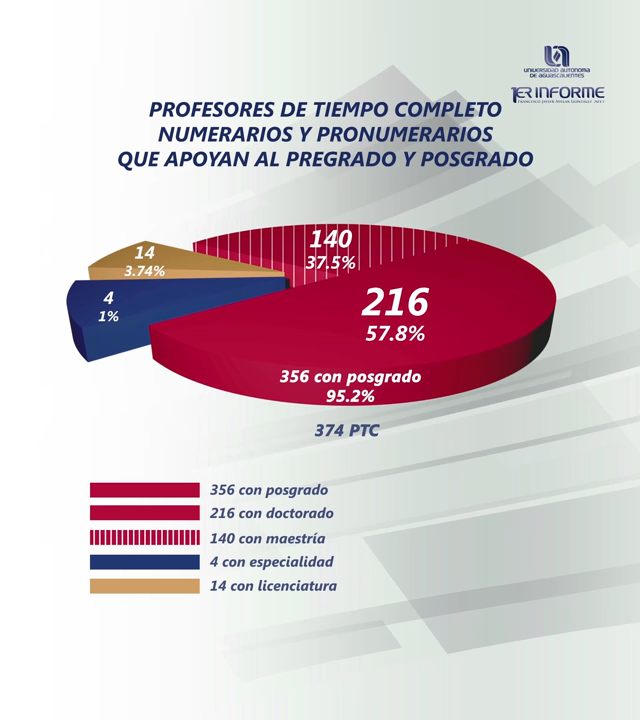 UNIVERSIDAD AUTONOMA
DE AGUASCALIENTES
1ER INFORME
PROFESORES DE TIEMPO COMPLETO
NUMERARIOS Y PRONUMERARIOS
QUE APOYAN AL PREGRADO Y POSGRADO
140
37.5%
14
3.74%
4
1%
216
57.8%
356 con posgrado
95.2%
374 PTC
356 con posgrado
216 con doctorado
140 con maestría
4 con especialidad
14 con licenciatura